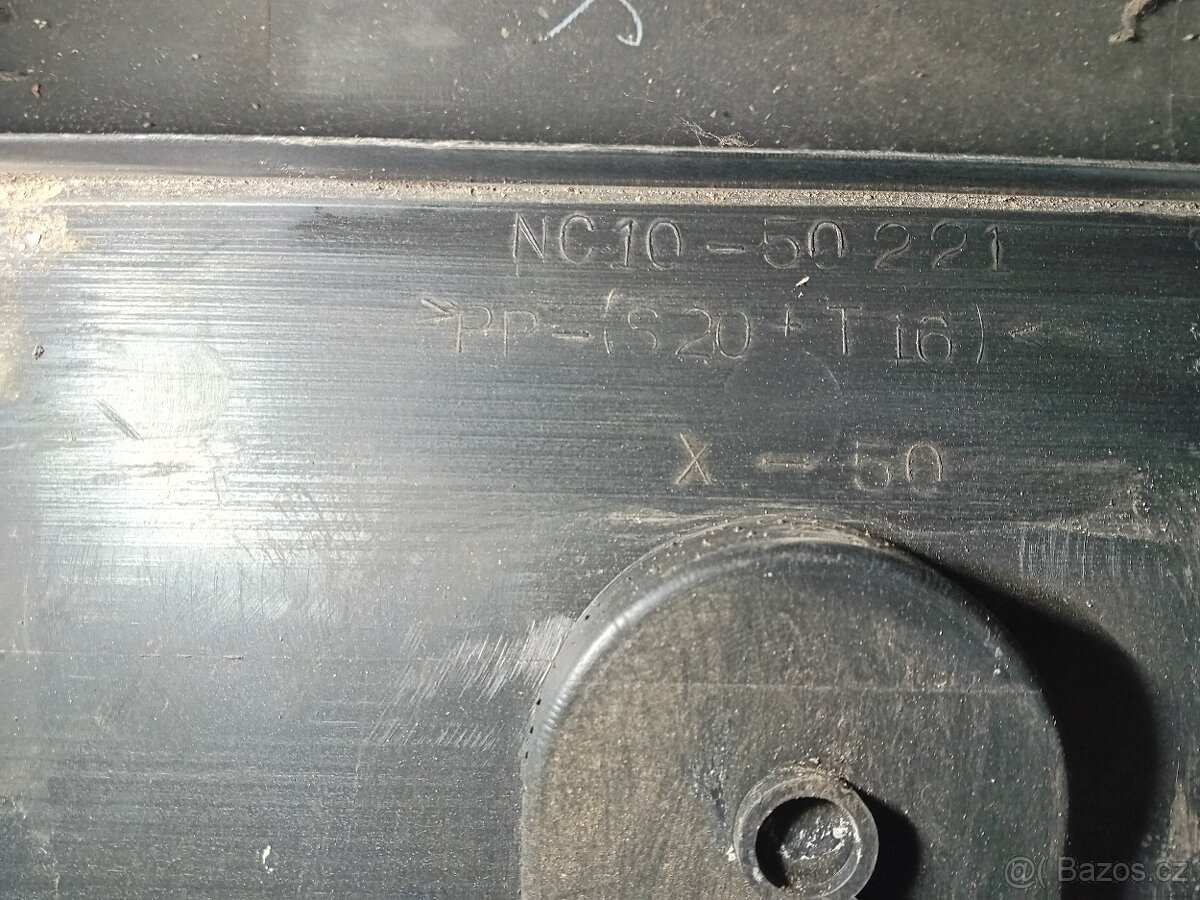 NC10-50221
>PP-(S20+T16)<
X-50
@( Bazos.cz